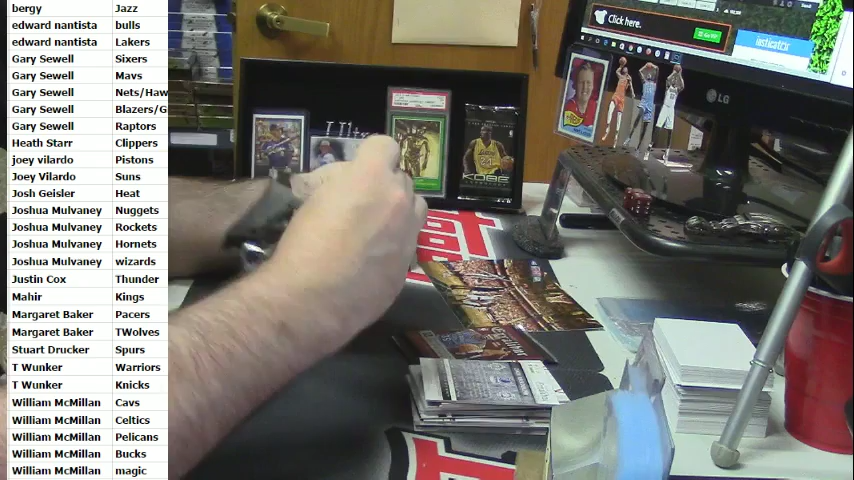 bergy Jazz
edward nantista bulls
edward nantista Lakers
Gary Sewell Sixers
Gary Sewell Mavs
Gary Sewell Nets/Haw
Gary Sewell Blazers/G
Gary Sewell Raptors
Heath Starr Clippers
joey vilardo Pistons
Joey Vilardo Suns
Josh Geisler Heat
Joshua Mulvaney Nuggets
Joshua Mulvaney Rockets
Joshua Mulvaney Hornets
Joshua Mulvaney wizards
Justin Cox Thunder
Mahir Kings
Margaret Baker Pacers
Margaret Baker TWolves
Stuart Drucker Spurs
T Wunker Warriors
T Wunker Knicks
William McMillan Cavs
William McMillan Celtics
William McMillan Pelicans
William McMillan Bucks
William McMillan magic
Click here.
LG
KOBE